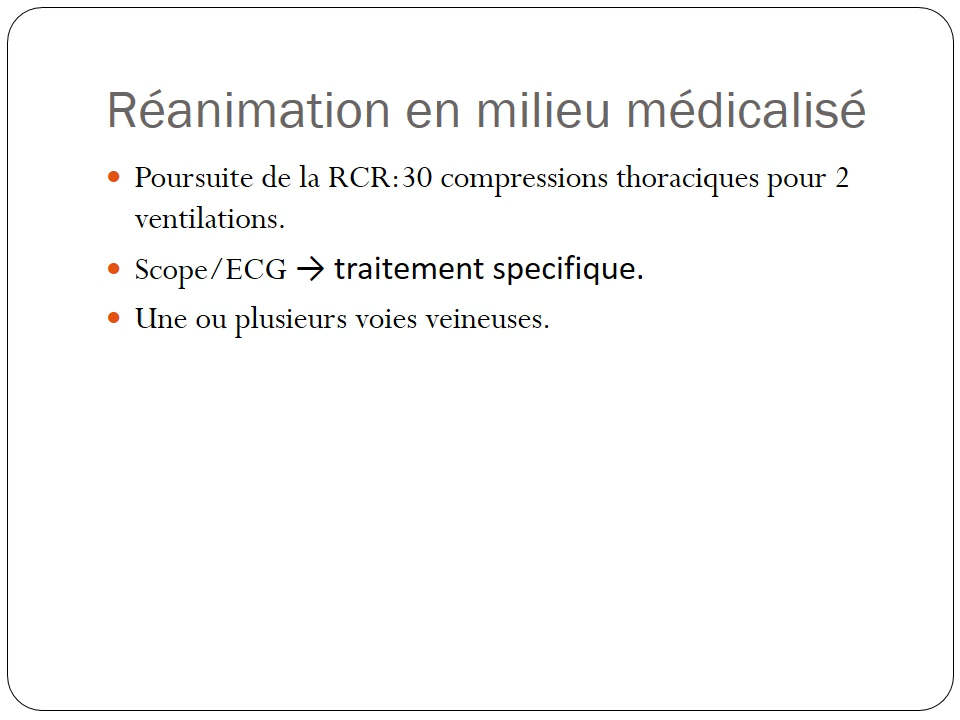 Réanimation en milieu médicalisé
• Poursuite de la RCR:30 compressions thoraciques pour 2
ventilations.
• Scope/ECG → traitement specifique.
• Une ou plusieurs voies veineuses.